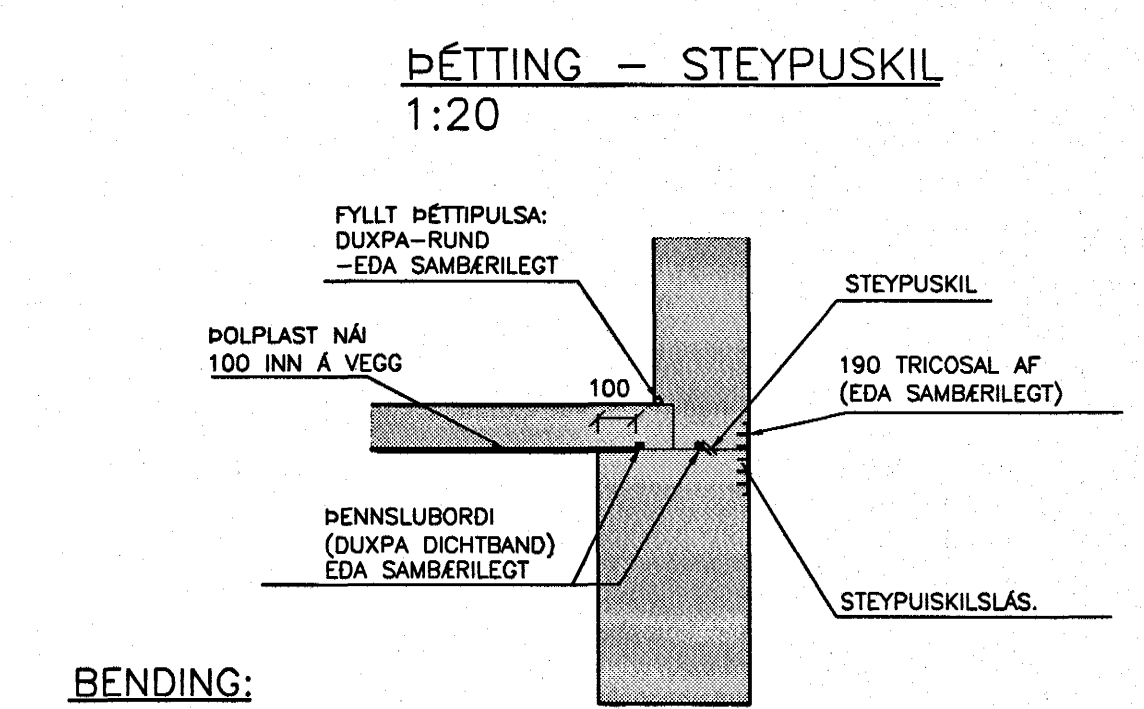 ÞÉTTING – STEYPUSKIL
1:20
FYLLT ÞÉTTIPULSA:
DUXPA–RUND
–EÐA SAMBÆRILEGT
STEYPUSKIL
ÞOLPLAST NÁI
100 INN Á VEGG
190 TRICOSAL AF
(EÐA SAMBÆRILEGT)
100
ÞENNSLUBORÐI
(DUXPA DICHTBAND)
EÐA SAMBÆRILEGT
STEYPUISKILSLÁS.
BENDING: